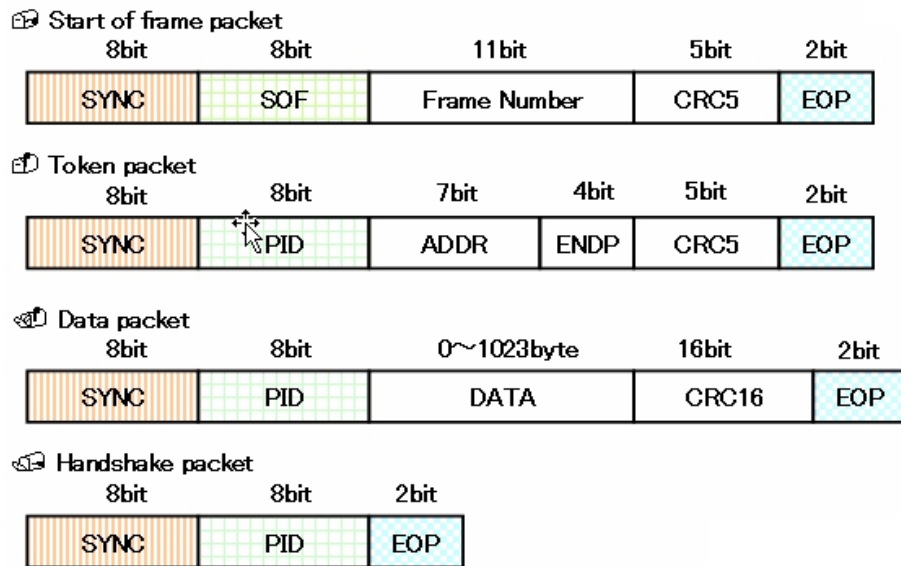 Start of frame packet
8bit 8bit 11bit 5bit 2bit
SYNC SOF Frame Number CRC5 EOP
Token packet
8bit 8bit 7bit 4bit 5bit 2bit
SYNC PID ADDR ENDP CRC5 EOP
Data packet
8bit 8bit 0～1023byte 16bit 2bit
SYNC PID DATA CRC16 EOP
Handshake packet
8bit 8bit 2bit
SYNC PID EOP